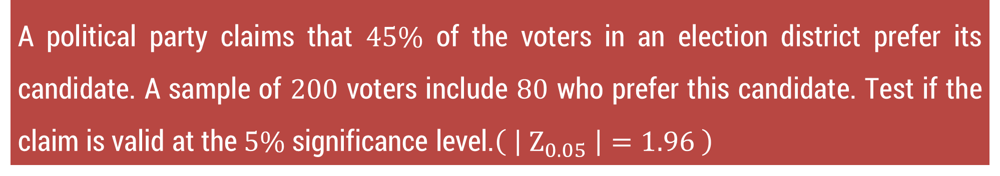 A political party claims that 45% of the voters in an election district prefer its
candidate. A sample of 200 voters include 80 who prefer this candidate. Test if the
claim is valid at the 5% significance level.( | Z₀.₀₅ | = 1.96 )